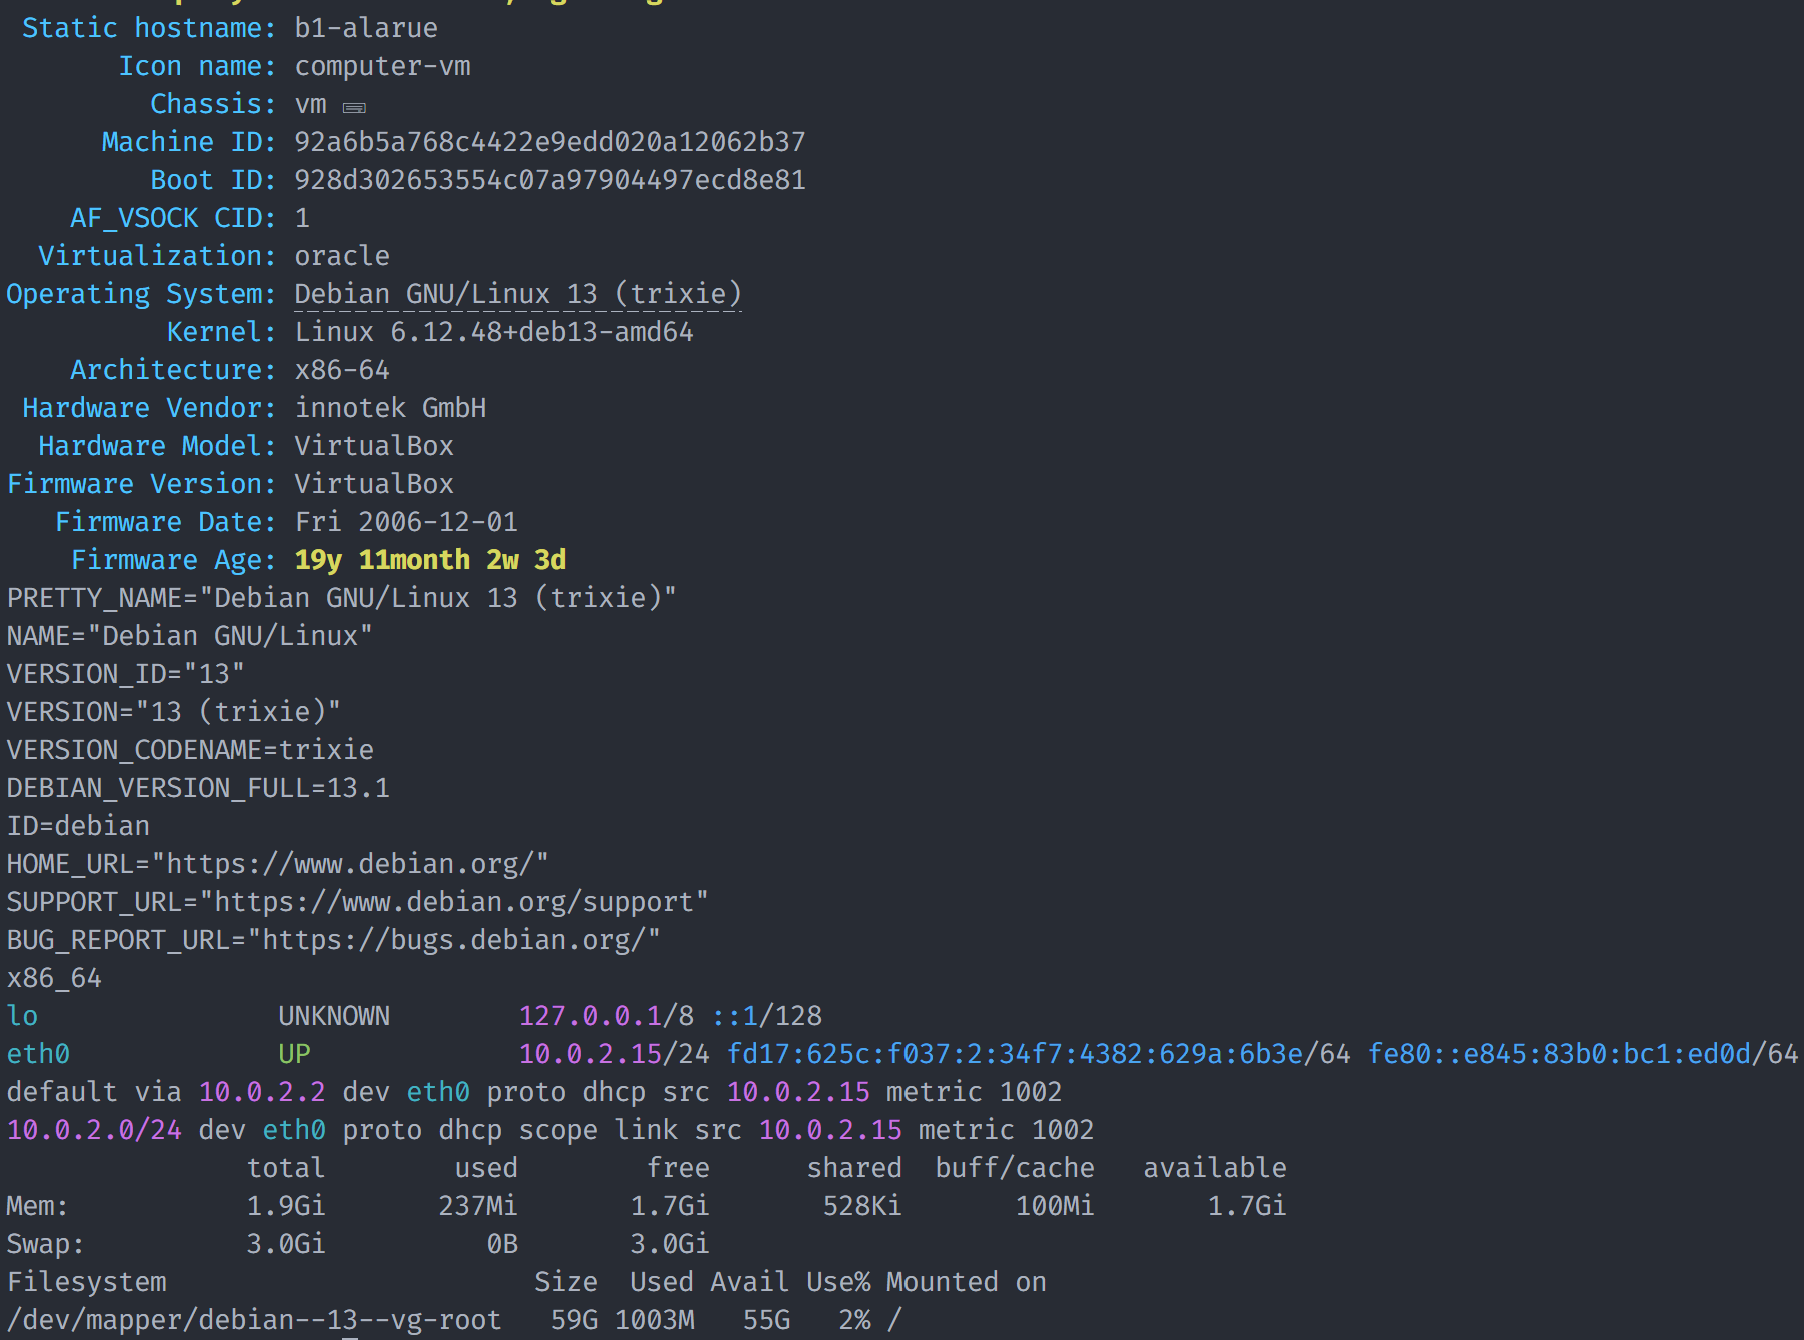 Static hostname: b1-alarue
Icon name: computer-vm
Chassis: vm 🖴
Machine ID: 92a6b5a768c4422e9edd020a12062b37
Boot ID: 928d302653554c07a97904497ecd8e81
AF_VSOCK CID: 1
Virtualization: oracle
Operating System: Debian GNU/Linux 13 (trixie)
Kernel: Linux 6.12.48+deb13-amd64
Architecture: x86-64
Hardware Vendor: innotek GmbH
Hardware Model: VirtualBox
Firmware Version: VirtualBox
Firmware Date: Fri 2006-12-01
Firmware Age: 19y 11month 2w 3d
PRETTY_NAME="Debian GNU/Linux 13 (trixie)"
NAME="Debian GNU/Linux"
VERSION_ID="13"
VERSION="13 (trixie)"
VERSION_CODENAME=trixie
DEBIAN_VERSION_FULL=13.1
ID=debian
HOME_URL="https://www.debian.org/"
SUPPORT_URL="https://www.debian.org/support"
BUG_REPORT_URL="https://bugs.debian.org/"
x86_64
lo UNKNOWN 127.0.0.1/8 ::1/128
eth0 UP 10.0.2.15/24 fd17:625c:f037:2:34f7:4382:629a:6b3e/64 fe80::e845:83b0:bc1:ed0d/64
default via 10.0.2.2 dev eth0 proto dhcp src 10.0.2.15 metric 1002
10.0.2.0/24 dev eth0 proto dhcp scope link src 10.0.2.15 metric 1002
total used free shared buff/cache available
Mem: 1.9Gi 237Mi 1.7Gi 528Ki 100Mi 1.7Gi
Swap: 3.0Gi 0B 3.0Gi
Filesystem Size Used Avail Use% Mounted on
/dev/mapper/debian--13--vg-root 59G 1003M 55G 2% /